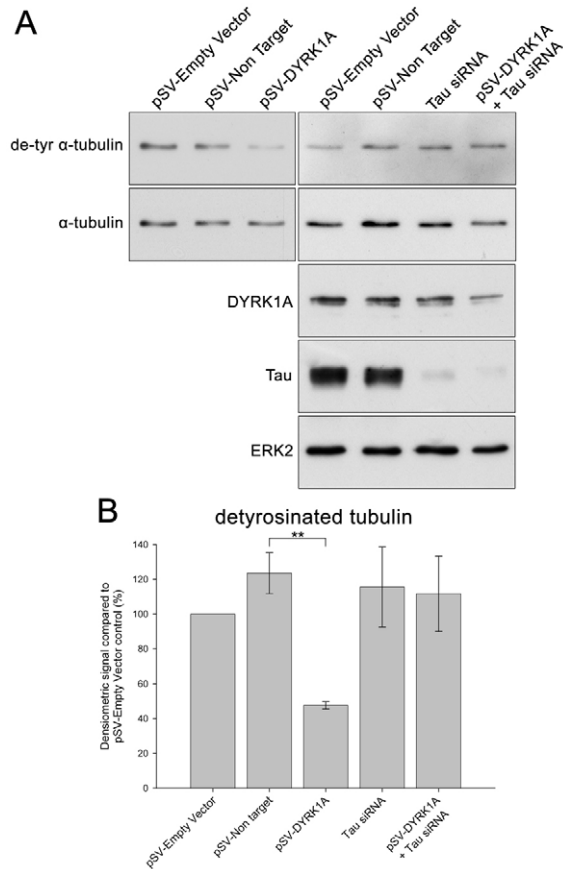 A
pSV-Empty Vector
pSV-Non Target
pSV-DYRK1A
pSV-Empty Vector
pSV-Non Target
Tau siRNA
pSV-DYRK1A
+ Tau siRNA
de-tyr α-tubulin
α-tubulin
DYRK1A
Tau
ERK2
B
detyrosinated tubulin
**
Densiometric signal compared to
pSV-Empty Vector control (%)
140
120
100
80
60
40
20
0
pSV-Empty Vector
pSV-Non target
pSV-DYRK1A
Tau siRNA
pSV-DYRK1A
+ Tau siRNA